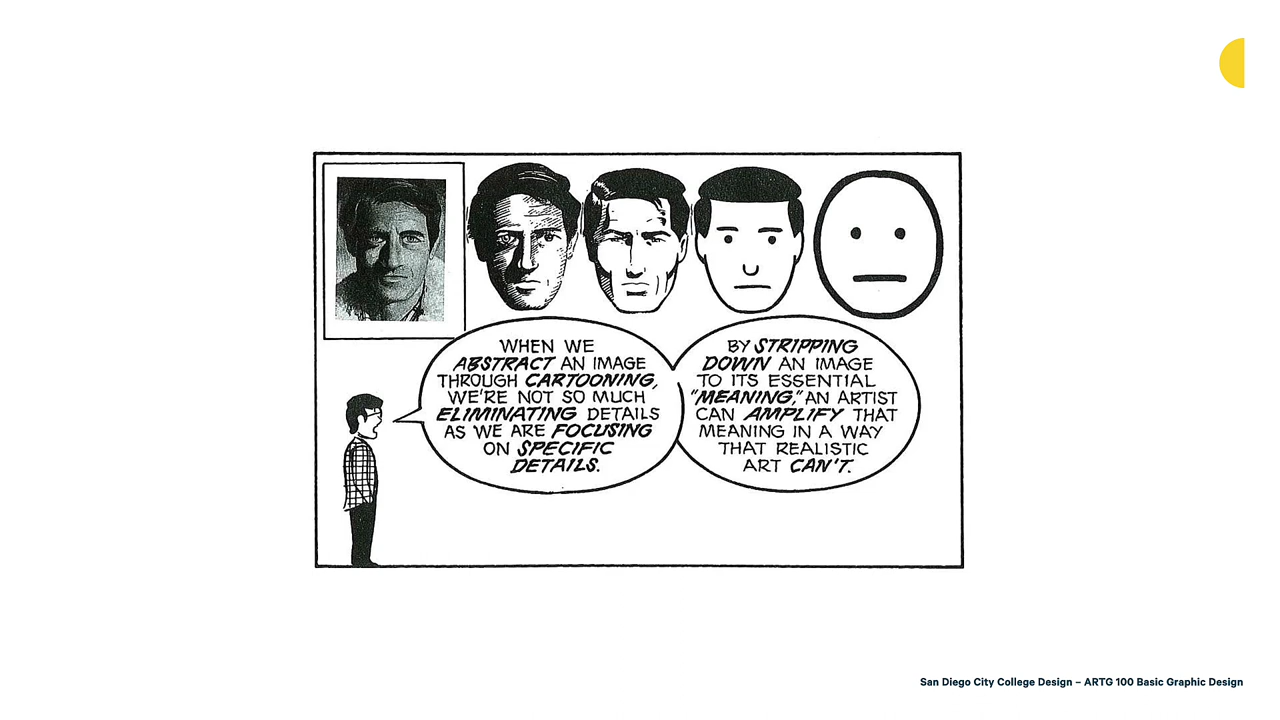 WHEN WE
ABSTRACT AN IMAGE
THROUGH CARTOONING,
WE'RE NOT SO MUCH
ELIMINATING DETAILS
AS WE ARE FOCUSING
ON SPECIFIC
DETAILS.
BY STRIPPING
DOWN AN IMAGE
TO ITS ESSENTIAL
"MEANING," AN ARTIST
CAN AMPLIFY THAT
MEANING IN A WAY
THAT REALISTIC
ART CAN'T.
San Diego City College Design – ARTG 100 Basic Graphic Design